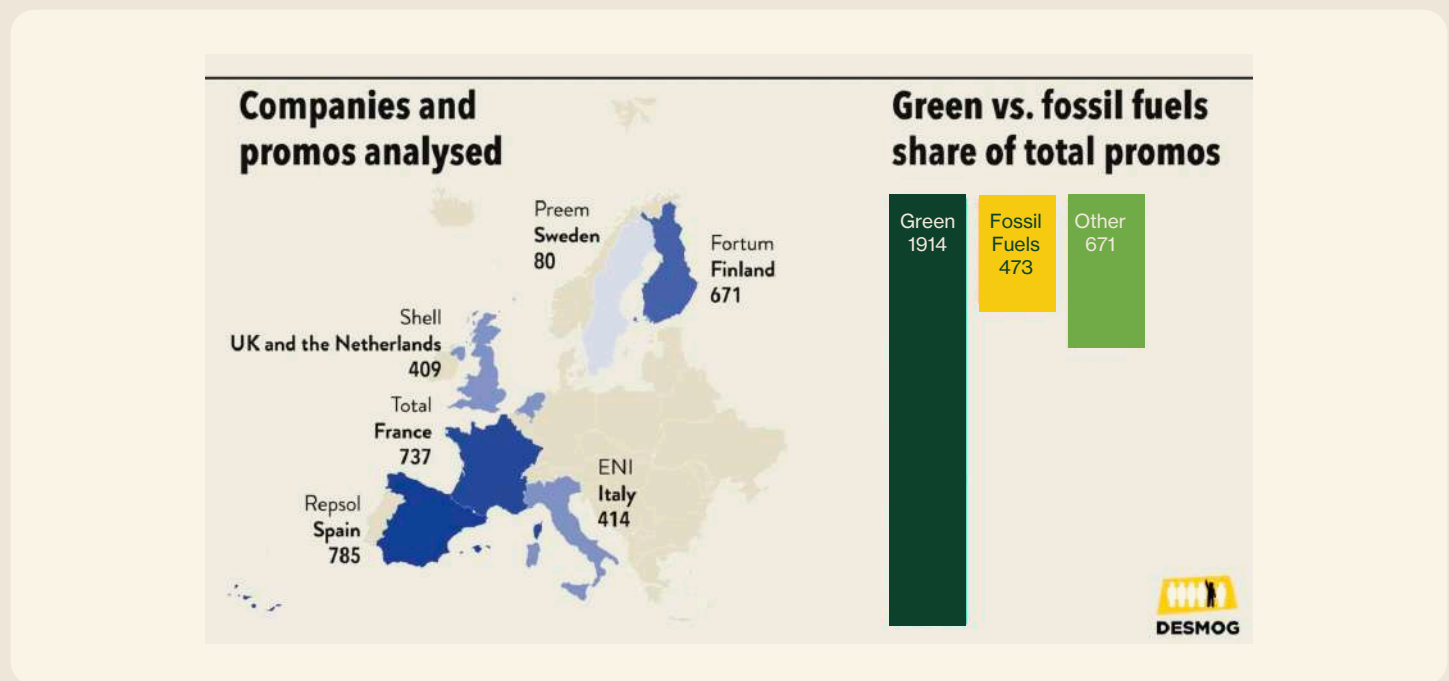 Companies and
promos analysed
Preem
Sweden
80
Fortum
Finland
671
Shell
UK and the Netherlands
409
Total
France
737
ENI
Italy
414
Repsol
Spain
785
Green vs. fossil fuels
share of total promos
Green
1914
Fossil
Fuels
473
Other
671
DESMOG